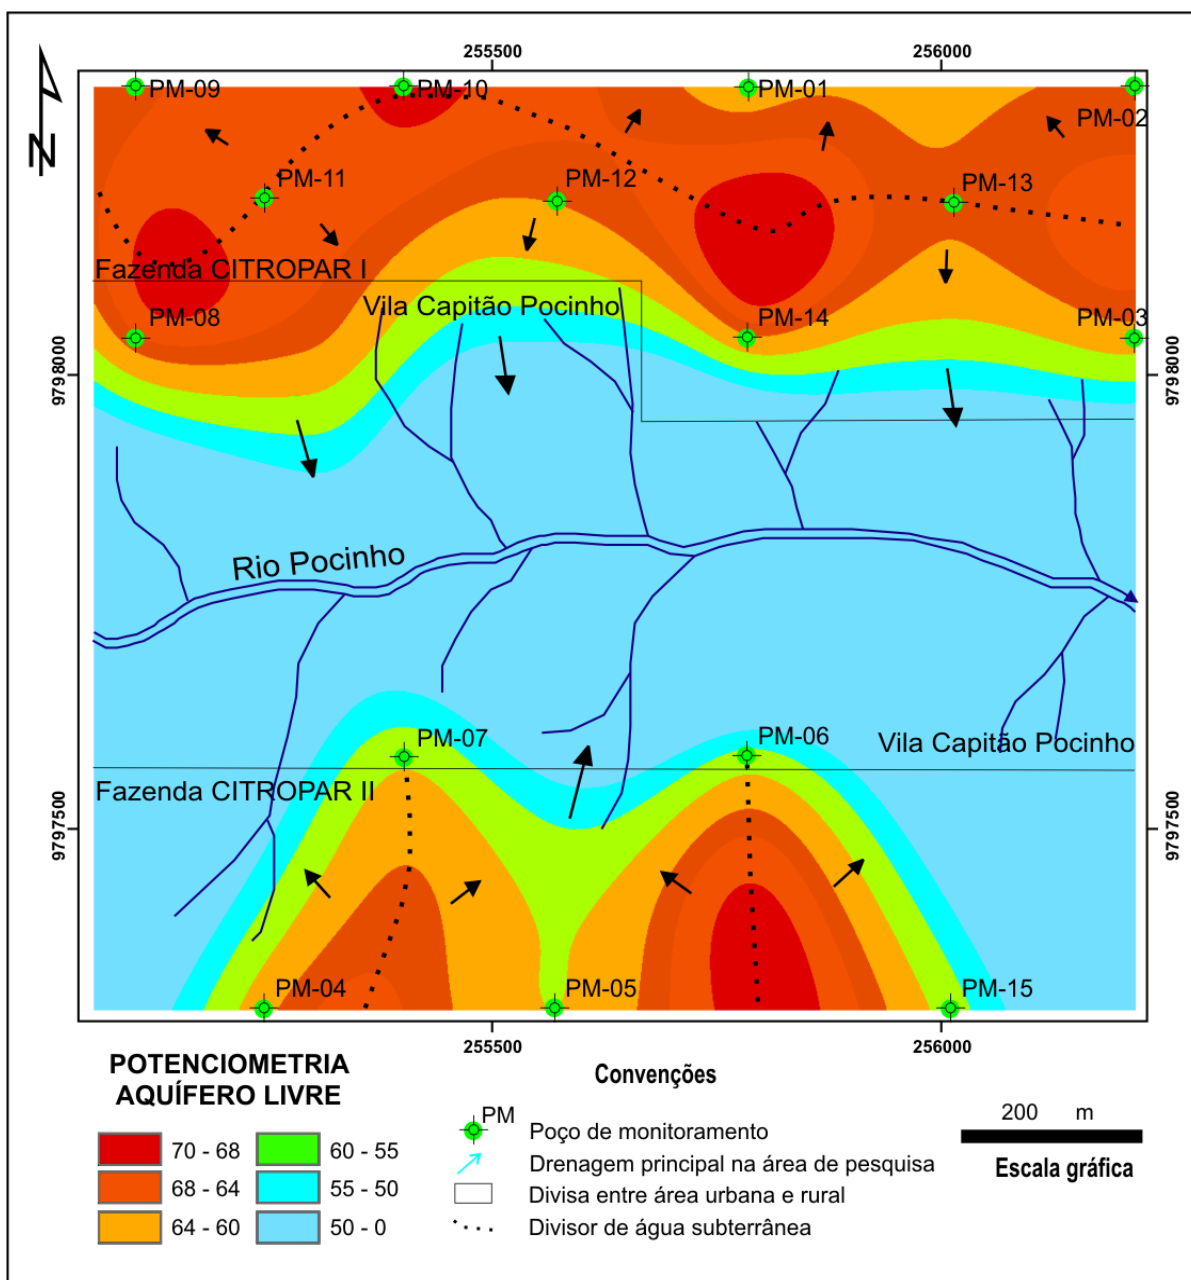 255500
256000
PM-09
PM-10
PM-01
PM-02
N
PM-11
PM-12
PM-13
Fazenda CITROPAR I
Vila Capitão Pocinho
PM-08
PM-14
PM-03
9798000
9798000
Rio Pocinho
PM-07
PM-06
Vila Capitão Pocinho
Fazenda CITROPAR II
9797500
9797500
PM-04
PM-05
PM-15
255500
256000
POTENCIOMETRIA
AQUÍFERO LIVRE
70 - 68
68 - 64
64 - 60
60 - 55
55 - 50
50 - 0
Convenções
PM
Poço de monitoramento
Drenagem principal na área de pesquisa
Divisa entre área urbana e rural
Divisor de água subterrânea
200 m
Escala gráfica